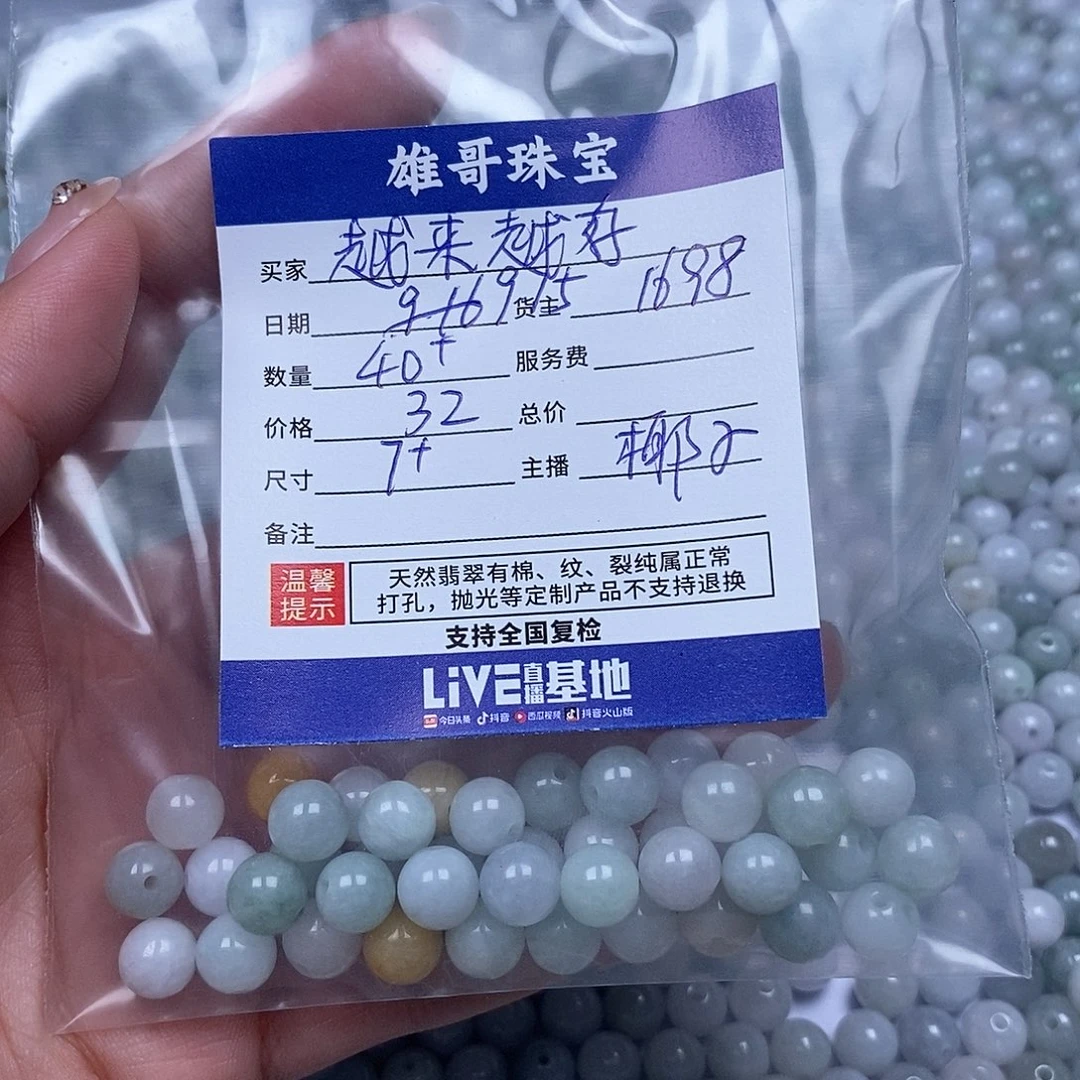 雄哥珠宝
买家 越来越好
日期 9.16 9.15 货主 1698
数量 40+ 服务费
价格 32 总价
尺寸 7+ 主播 椰子
备注
温馨提示
天然翡翠有棉、纹、裂纯属正常
打孔，抛光等定制产品不支持退换
支持全国复检
LiVE直播基地
今日头条 抖音 西瓜视频 抖音火山版